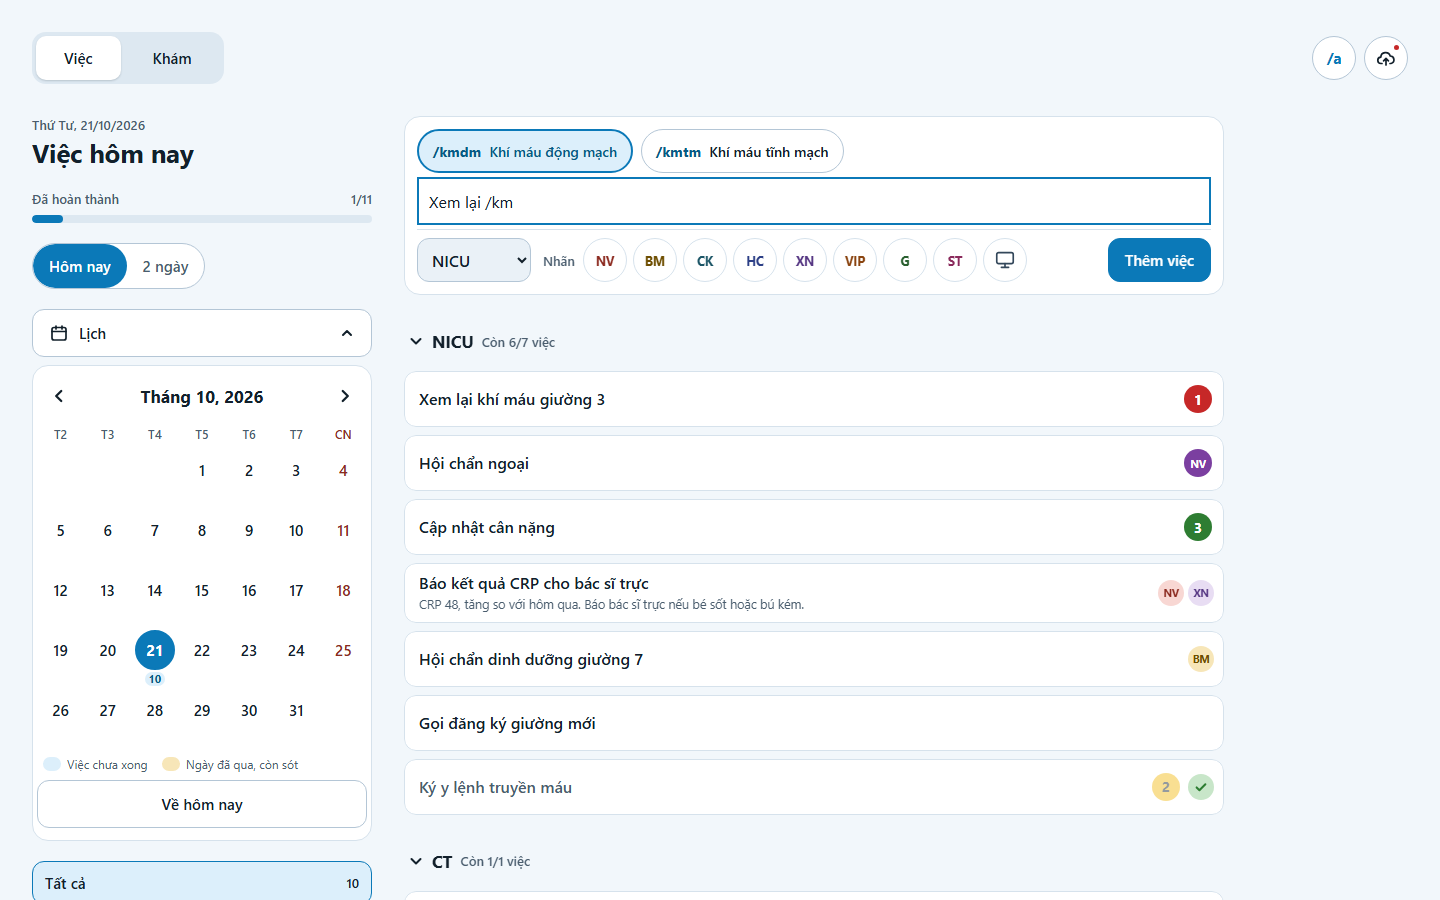 Việc
Khám
/a
Thứ Tư, 21/10/2026
Việc hôm nay
Đã hoàn thành 1/11
Hôm nay
2 ngày
Lịch
Tháng 10, 2026
T2 T3 T4 T5 T6 T7 CN
1 2 3 4
5 6 7 8 9 10 11
12 13 14 15 16 17 18
19 20 21 22 23 24 25
10
26 27 28 29 30 31
Việc chưa xong
Ngày đã qua, còn sót
Về hôm nay
Tất cả 10
/kmdm Khí máu động mạch
/kmtm Khí máu tĩnh mạch
Xem lại /km
NICU
Nhãn NV BM CK HC XN VIP G ST
Thêm việc
NICU Còn 6/7 việc
Xem lại khí máu giường 3
1
Hội chẩn ngoại
NV
Cập nhật cân nặng
3
Báo kết quả CRP cho bác sĩ trực
CRP 48, tăng so với hôm qua. Báo bác sĩ trực nếu bé sốt hoặc bú kém.
NV XN
Hội chẩn dinh dưỡng giường 7
BM
Gọi đăng ký giường mới
Ký y lệnh truyền máu
2
CT Còn 1/1 việc